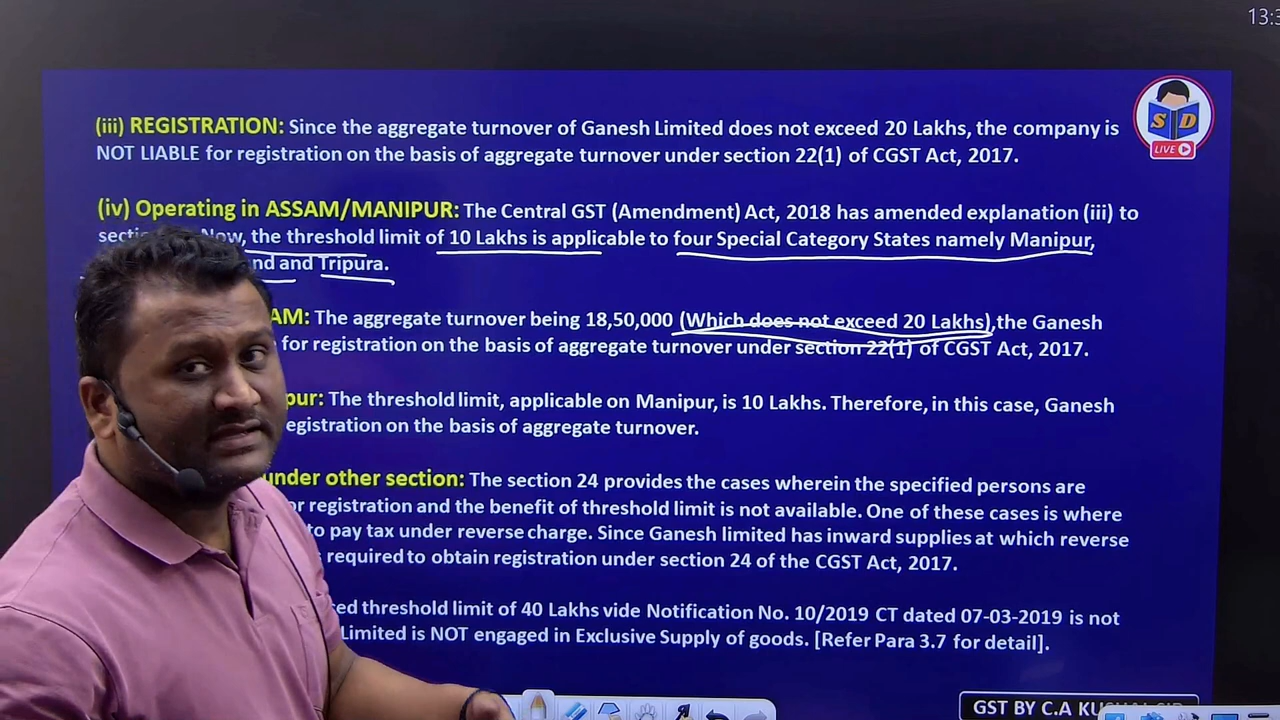 13:3
(iii) REGISTRATION: Since the aggregate turnover of Ganesh Limited does not exceed 20 Lakhs, the company is
NOT LIABLE for registration on the basis of aggregate turnover under section 22(1) of CGST Act, 2017.
S D
LIVE
(iv) Operating in ASSAM/MANIPUR: The Central GST (Amendment) Act, 2018 has amended explanation (iii) to
Now, the threshold limit of 10 Lakhs is applicable to four Special Category States namely Manipur,
and Tripura.
The aggregate turnover being 18,50,000 (Which does not exceed 20 Lakhs),the Ganesh
for registration on the basis of aggregate turnover under section 22(1) of CGST Act, 2017.
The threshold limit, applicable on Manipur, is 10 Lakhs. Therefore, in this case, Ganesh
egistration on the basis of aggregate turnover.
under other section: The section 24 provides the cases wherein the specified persons are
or registration and the benefit of threshold limit is not available. One of these cases is where
to pay tax under reverse charge. Since Ganesh limited has inward supplies at which reverse
required to obtain registration under section 24 of the CGST Act, 2017.
threshold limit of 40 Lakhs vide Notification No. 10/2019 CT dated 07-03-2019 is not
Limited is NOT engaged in Exclusive Supply of goods. [Refer Para 3.7 for detail].
GST BY C.A